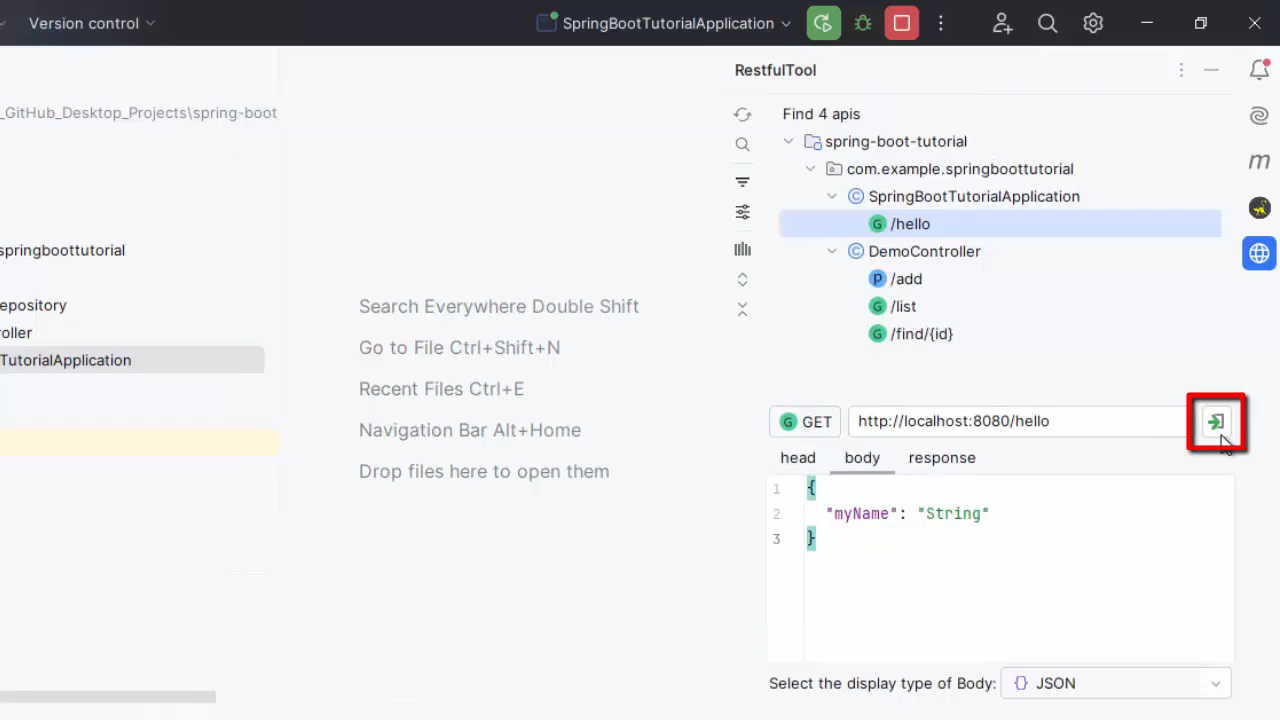 Version control
SpringBootTutorialApplication
_GitHub_Desktop_Projects\spring-boot
springboottutorial
epository
oller
TutorialApplication
Search Everywhere Double Shift
Go to File Ctrl+Shift+N
Recent Files Ctrl+E
Navigation Bar Alt+Home
Drop files here to open them
RestfulTool
Find 4 apis
spring-boot-tutorial
com.example.springboottutorial
C SpringBootTutorialApplication
G /hello
C DemoController
P /add
G /list
G /find/{id}
m
G GET http://localhost:8080/hello
head body response
1 {
2 "myName": "String"
3 }
Select the display type of Body: {} JSON